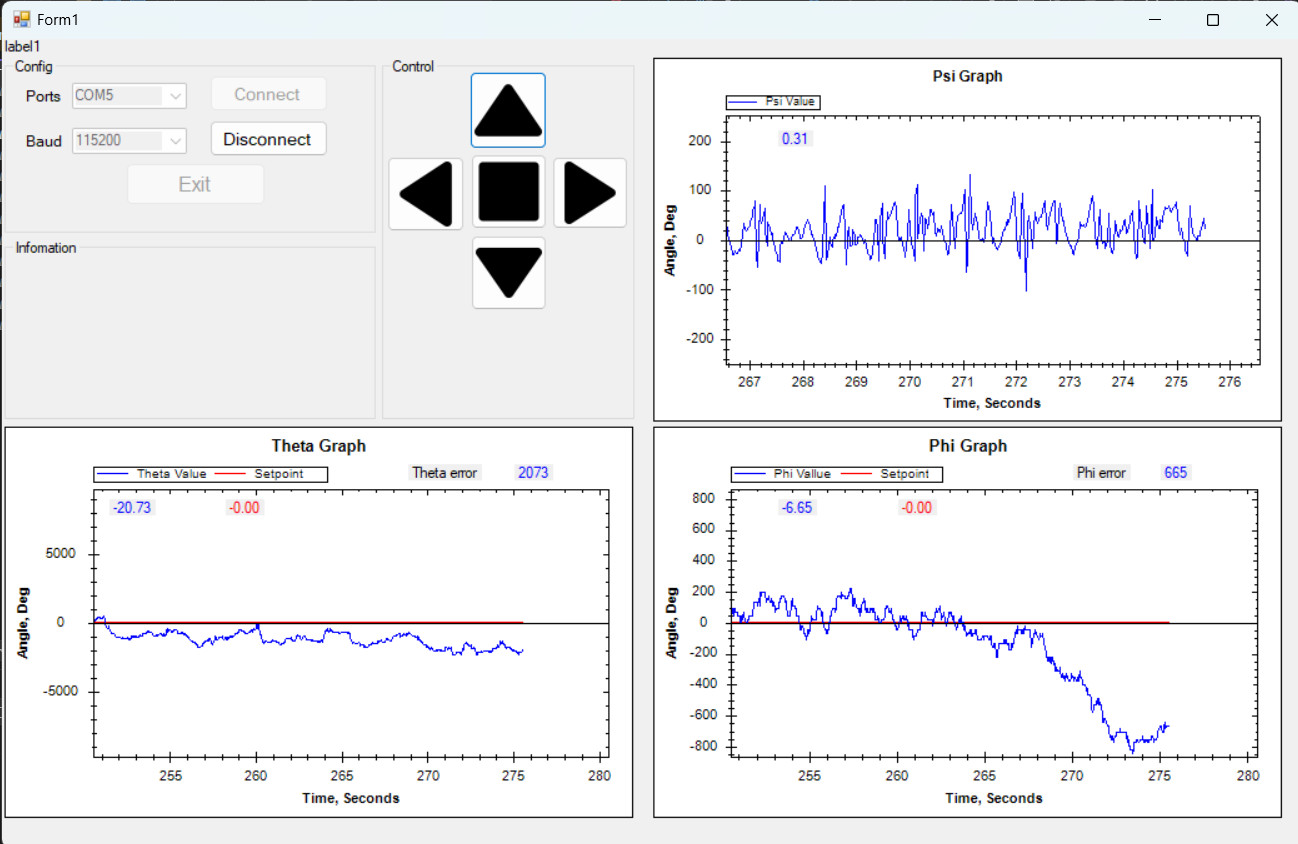 Form1
label1
Config
Ports COM5 Connect
Baud 115200 Disconnect
Exit
Infomation
Control
Psi Graph
Psi Value
0.31
200
100
0
-100
-200
Angle, Deg
267 268 269 270 271 272 273 274 275 276
Time, Seconds
Theta Graph
Theta Value Setpoint Theta error 2073
-20.73 -0.00
5000
0
-5000
Angle, Deg
255 260 265 270 275 280
Time, Seconds
Phi Graph
Phi Vallue Setpoint Phi error 665
-6.65 -0.00
800
600
400
200
0
-200
-400
-600
-800
Angle, Deg
255 260 265 270 275 280
Time, Seconds